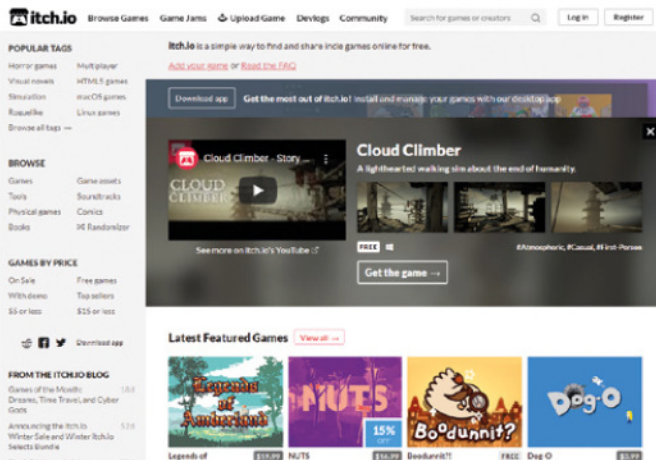 itch.io Browse Games Game Jams Upload Game Devlogs Community Search for games or creators Log in Register
POPULAR TAGS
Horror games Multiplayer
Visual novels HTML5 games
Simulation macOS games
Roguelike Linux games
Browse all tags →
BROWSE
Games Game assets
Tools Soundtracks
Physical games Comics
Books Randomizer
GAMES BY PRICE
On Sale Free games
With demo Top sellers
$5 or less $15 or less
Download app
FROM THE ITCH.IO BLOG
Games of the Month:
Dreams, Time Travel, and Cyber
Gods
Announcing the itch.io
Winter Sale and Winter itch.io
Selects Bundle
itch.io is a simple way to find and share indie games online for free.
Add your game or Read the FAQ
Download app Get the most out of itch.io! Install and manage your games with our desktop app
Cloud Climber - Story ...
CLOUD
CLIMBER
See more on itch.io's YouTube
Cloud Climber
A lighthearted walking sim about the end of humanity.
FREE #Atmospheric, #Casual, #First-Person
Get the game →
Latest Featured Games View all →
Legends
of
Amberland
NUTS
15%
OFF
Boodunnit?
Dog-O
Legends of $19.99 NUTS Boodunnit!? FREE Dog-O $3.99